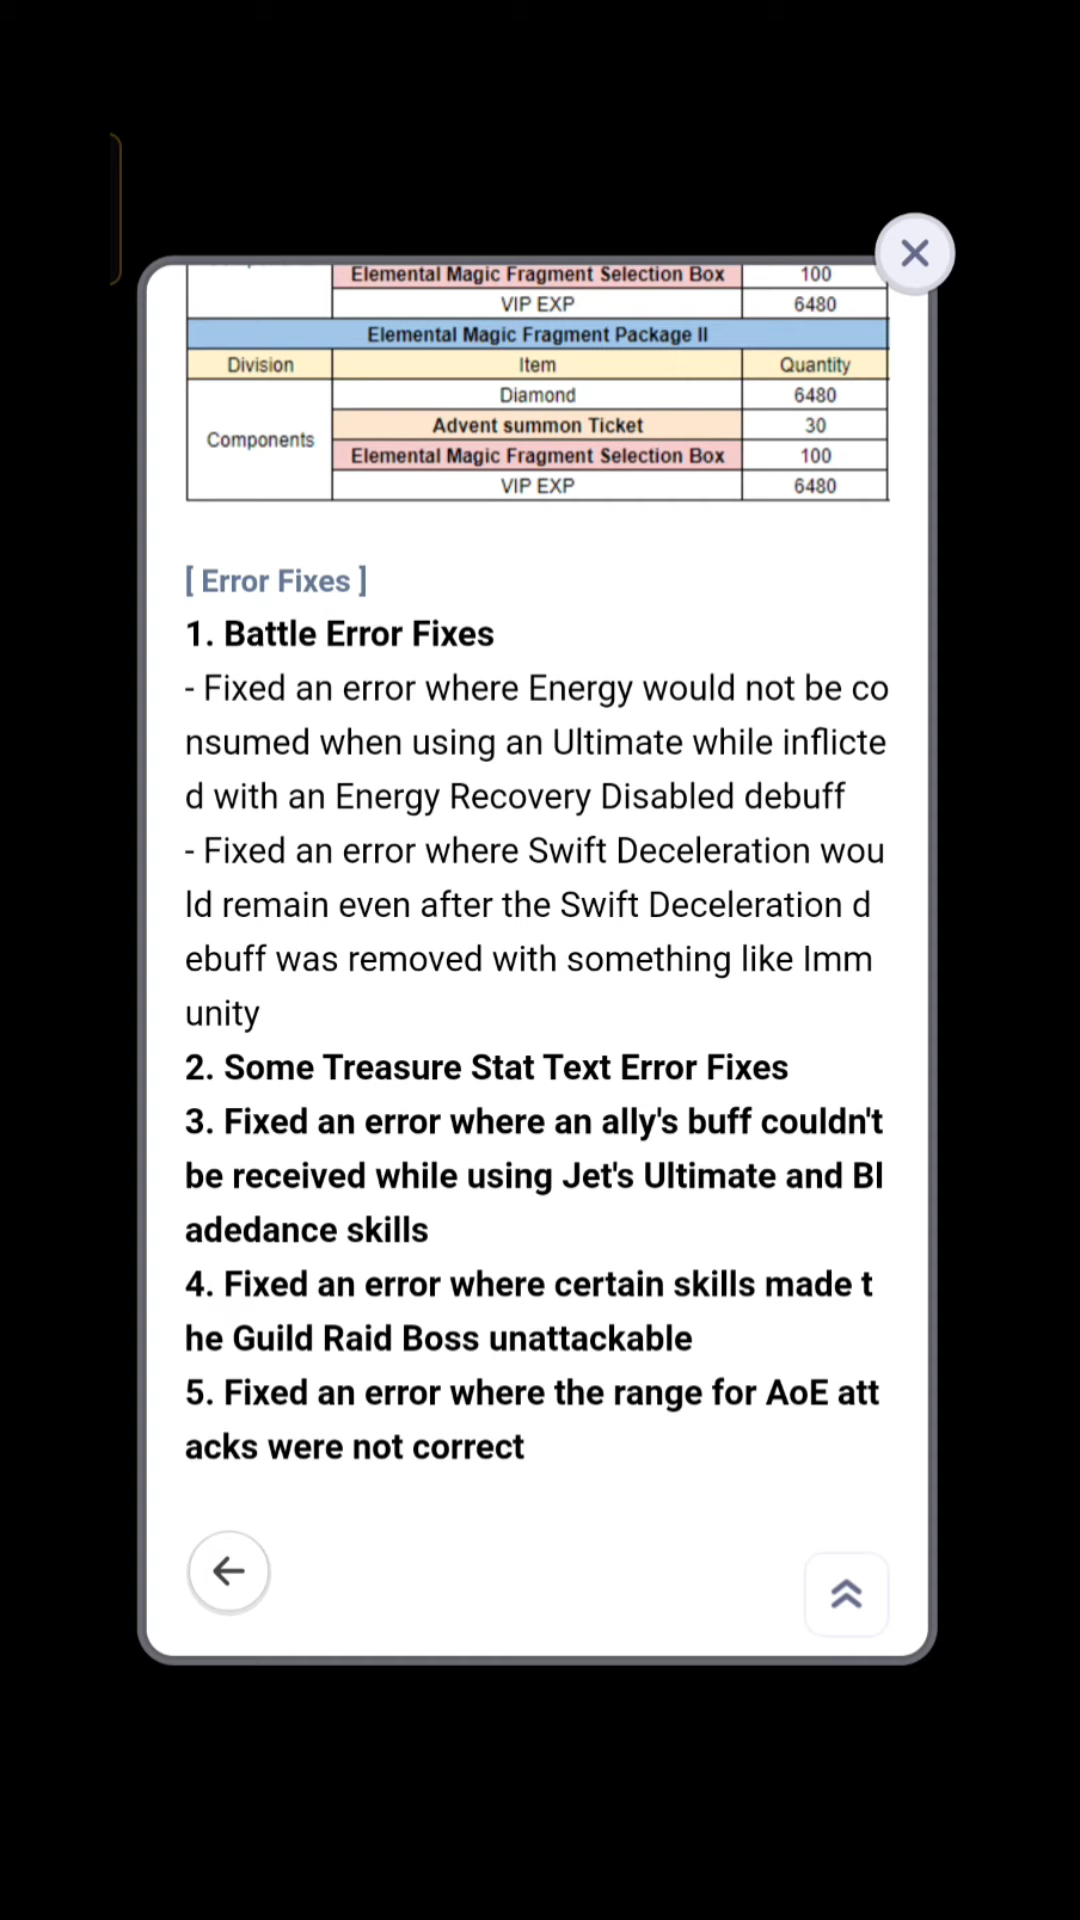 Elemental Magic Fragment Selection Box 100
VIP EXP 6480
Elemental Magic Fragment Package II
Division Item Quantity
Diamond 6480
Advent summon Ticket 30
Components
Elemental Magic Fragment Selection Box 100
VIP EXP 6480
[ Error Fixes ]
1. Battle Error Fixes
- Fixed an error where Energy would not be co
nsumed when using an Ultimate while inflicte
d with an Energy Recovery Disabled debuff
- Fixed an error where Swift Deceleration wou
ld remain even after the Swift Deceleration d
ebuff was removed with something like Imm
unity
2. Some Treasure Stat Text Error Fixes
3. Fixed an error where an ally's buff couldn't
be received while using Jet's Ultimate and Bl
adedance skills
4. Fixed an error where certain skills made t
he Guild Raid Boss unattackable
5. Fixed an error where the range for AoE att
acks were not correct